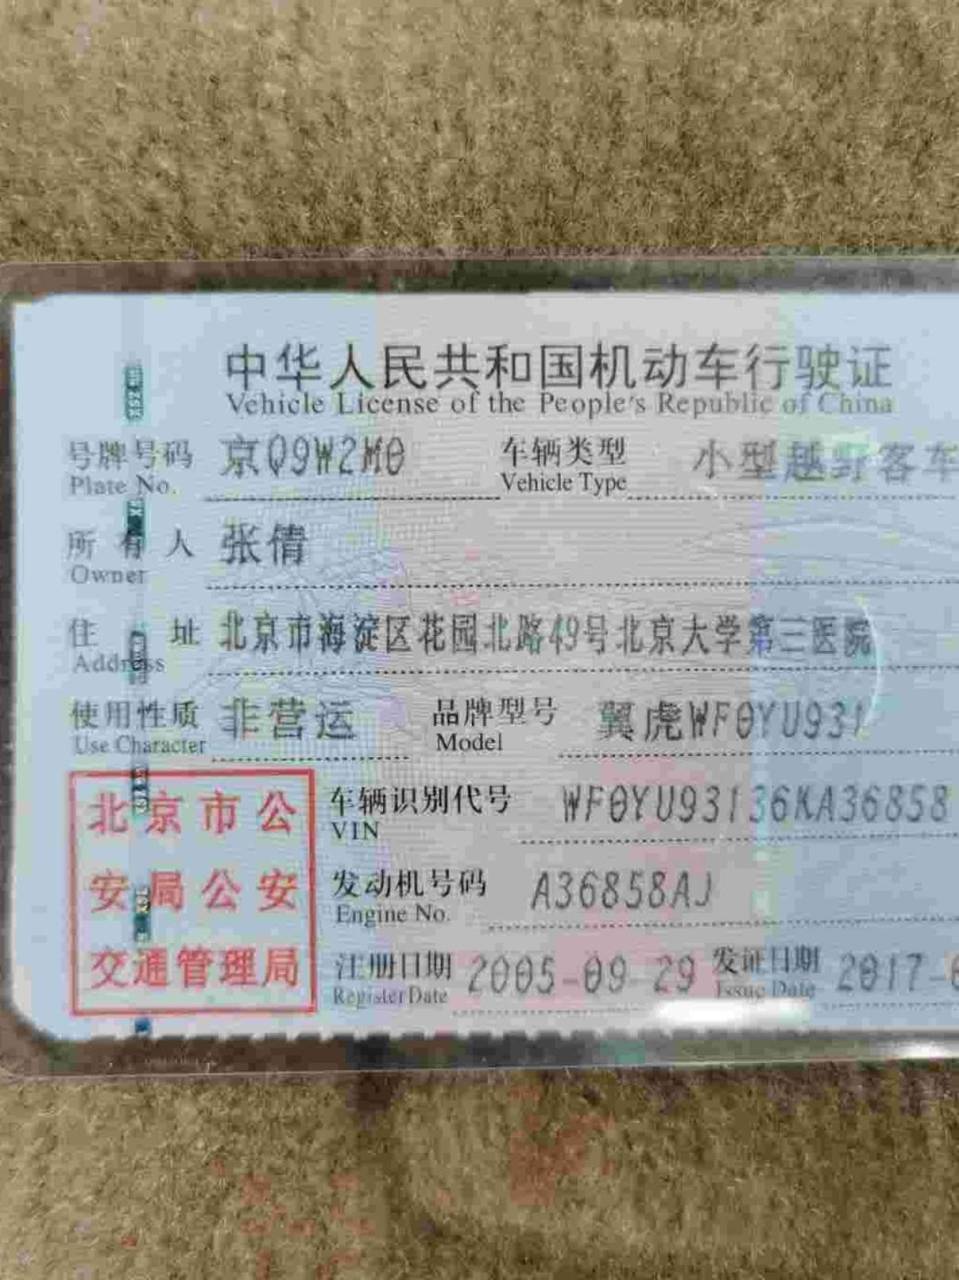 中华人民共和国机动车行驶证
Vehicle License of the People's Republic of China
号牌号码 京Q9W2M0 车辆类型 小型越野客车
Plate No. Vehicle Type
所有人 张倩
Owner
住址 北京市海淀区花园北路49号北京大学第三医院
Address
使用性质 非营运 品牌型号 翼虎WF0YU931
Use Character Model
北京市公
安局公安
交通管理局
车辆识别代号 WF0YU93136KA36858
VIN
发动机号码 A36858AJ
Engine No.
注册日期 2005-09-29 发证日期 2017-
Register Date Issue Date